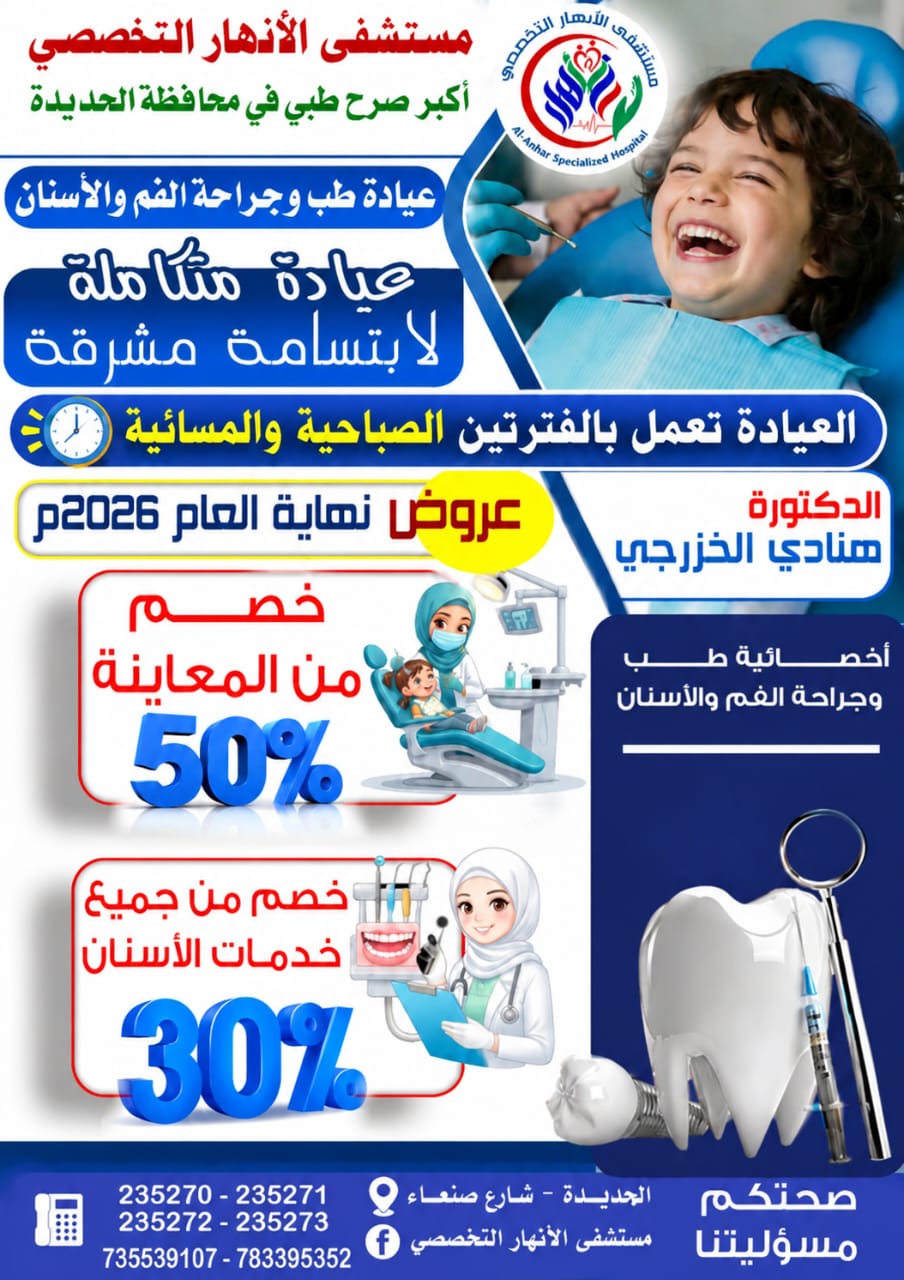 مستشفى الأنهار التخصصي
أكبر صرح طبي في محافظة الحديدة
مستشفى الأنهار التخصصي
Al-Anhar Specialized Hospital
عيادة طب وجراحة الفم والأسنان
عيادة متكاملة
لابتسامة مشرقة
العيادة تعمل بالفترتين الصباحية والمسائية
عروض نهاية العام 2026م
الدكتورة
هنادي الخزرجي
أخصائية طب
وجراحة الفم والأسنان
خصم
من المعاينة
50%
خصم من جميع
خدمات الأسنان
30%
صحتكم
مسؤليتنا
الحديدة - شارع صنعاء
مستشفى الأنهار التخصصي
235270 - 235271
235272 - 235273
735539107 - 783395352